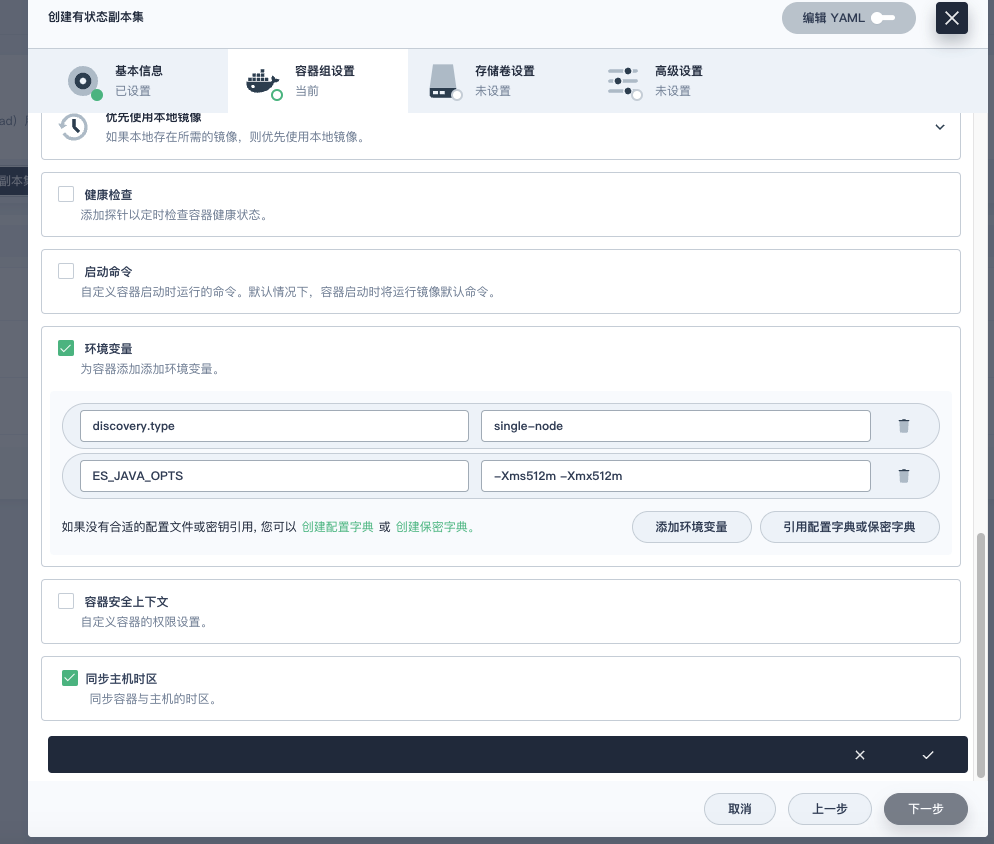 创建有状态副本集
编辑 YAML
基本信息
已设置
容器组设置
当前
存储卷设置
未设置
高级设置
未设置
ad)
副本集
优先使用本地镜像
如果本地存在所需的镜像，则优先使用本地镜像。
健康检查
添加探针以定时检查容器健康状态。
启动命令
自定义容器启动时运行的命令。默认情况下，容器启动时将运行镜像默认命令。
环境变量
为容器添加添加环境变量。
discovery.type
single-node
ES_JAVA_OPTS
-Xms512m -Xmx512m
如果没有合适的配置文件或密钥引用, 您可以 创建配置字典 或 创建保密字典。
添加环境变量
引用配置字典或保密字典
容器安全上下文
自定义容器的权限设置。
同步主机时区
同步容器与主机的时区。
取消
上一步
下一步